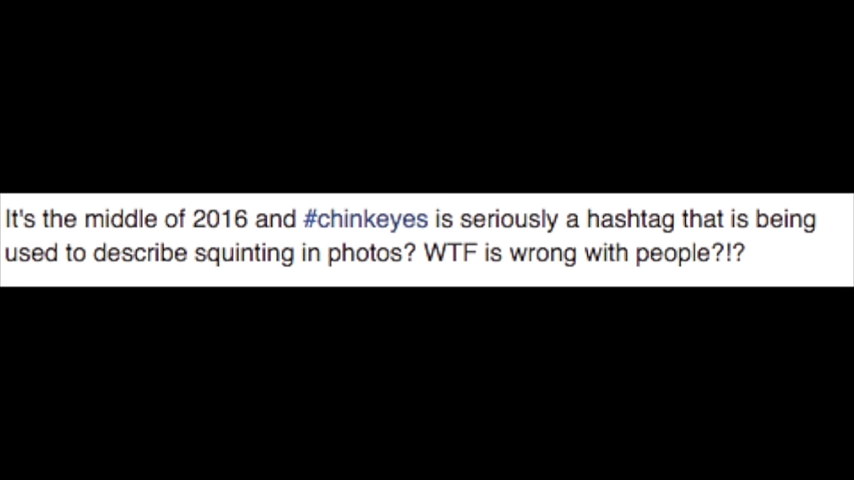 It's the middle of 2016 and #chinkeyes is seriously a hashtag that is being
used to describe squinting in photos? WTF is wrong with people?!?